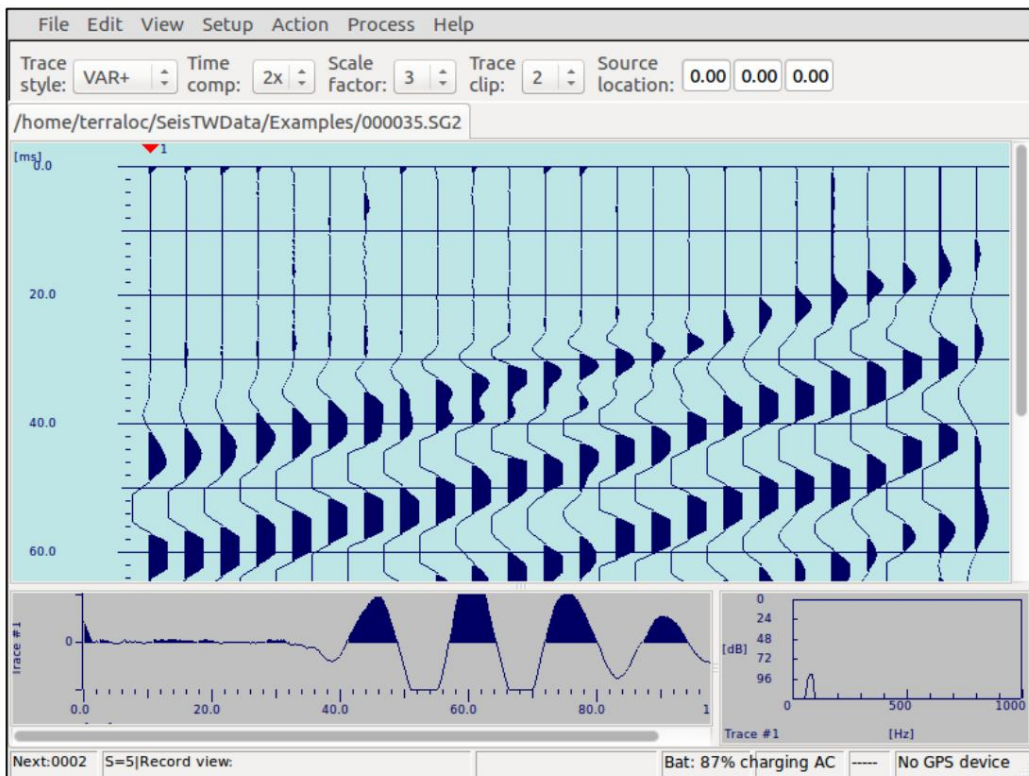 File Edit View Setup Action Process Help
Trace style: VAR+ Time comp: 2x Scale factor: 3 Trace clip: 2 Source location: 0.00 0.00 0.00
/home/terraloc/SeisTWData/Examples/000035.SG2
[ms]
1
0.0
20.0
40.0
60.0
Trace #1
0
0.0 20.0 40.0 60.0 80.0 1
[dB]
0
24
48
72
96
0 500 1000
Trace #1 [Hz]
Next:0002 S=5|Record view: Bat: 87% charging AC ----- No GPS device